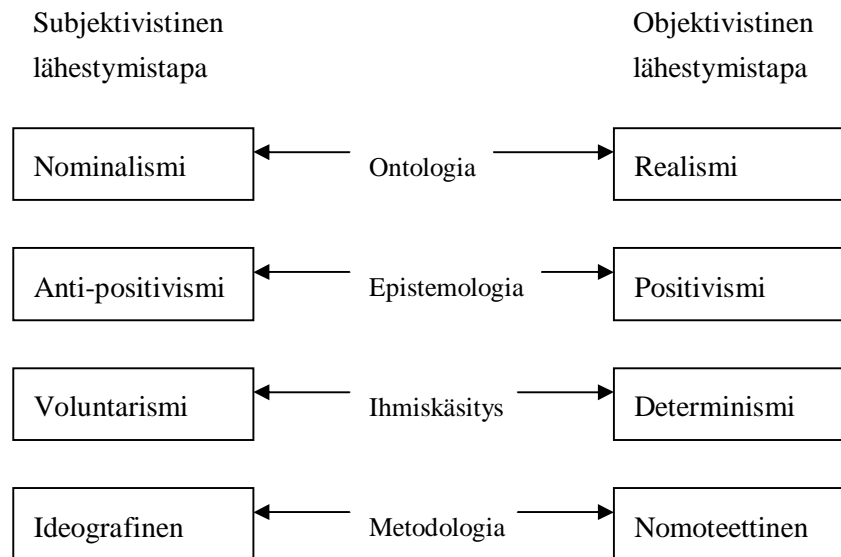 Subjektivistinen
lähestymistapa
Objektivistinen
lähestymistapa
Nominalismi
Ontologia
Realismi
Anti-positivismi
Epistemologia
Positivismi
Voluntarismi
Ihmiskäsitys
Determinismi
Ideografinen
Metodologia
Nomoteettinen